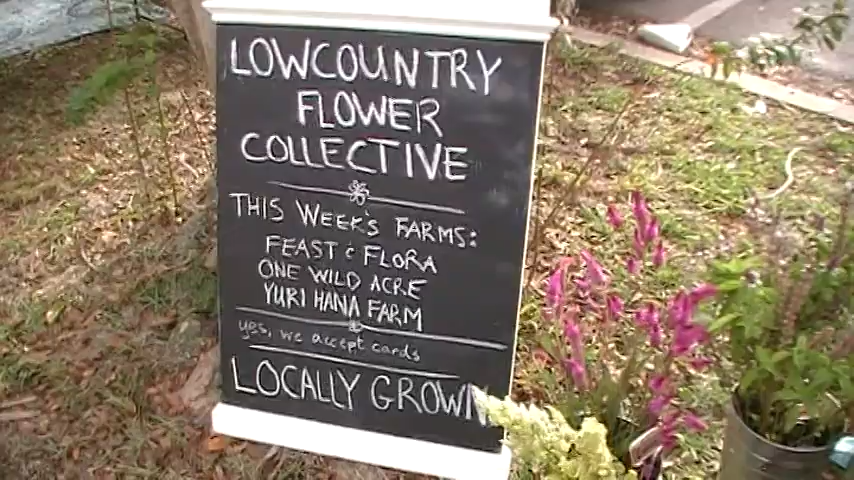 LOWCOUNTRY
FLOWER
COLLECTIVE
THIS WEEK'S FARMS:
FEAST & FLORA
ONE WILD ACRE
YURI HANA FARM
yes, we accept cards
LOCALLY GROWN